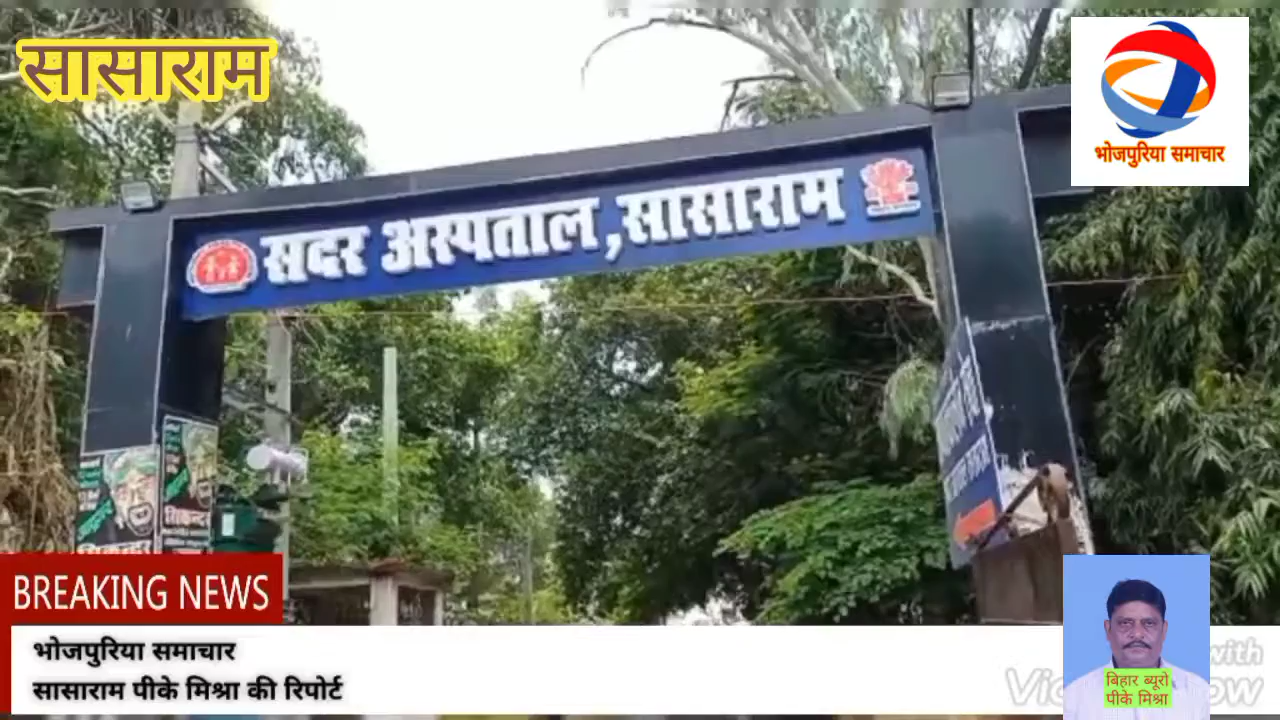 सासाराम
भोजपुरिया समाचार
सदर अस्पताल,सासाराम
BREAKING NEWS
भोजपुरिया समाचार
सासाराम पीके मिश्रा की रिपोर्ट
बिहार ब्यूरो
पीके मिश्रा